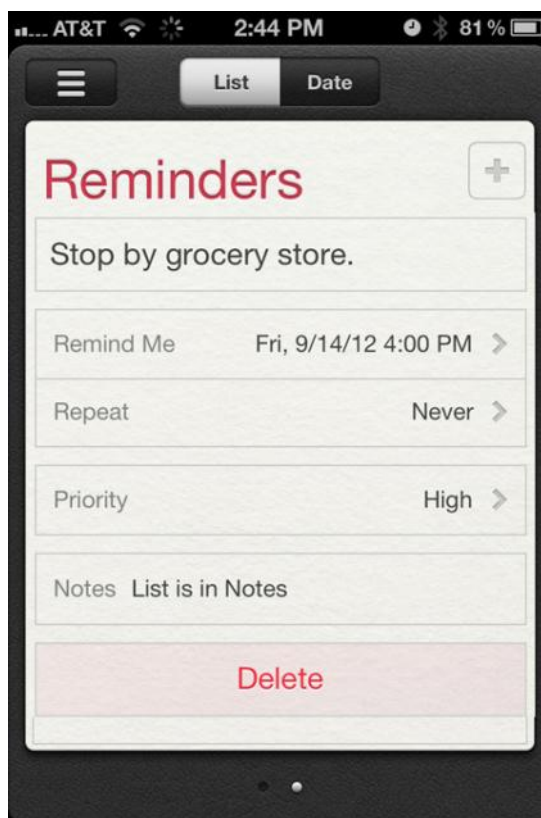 AT&T 2:44 PM 81%
List Date
Reminders
Stop by grocery store.
Remind Me Fri, 9/14/12 4:00 PM
Repeat Never
Priority High
Notes List is in Notes
Delete